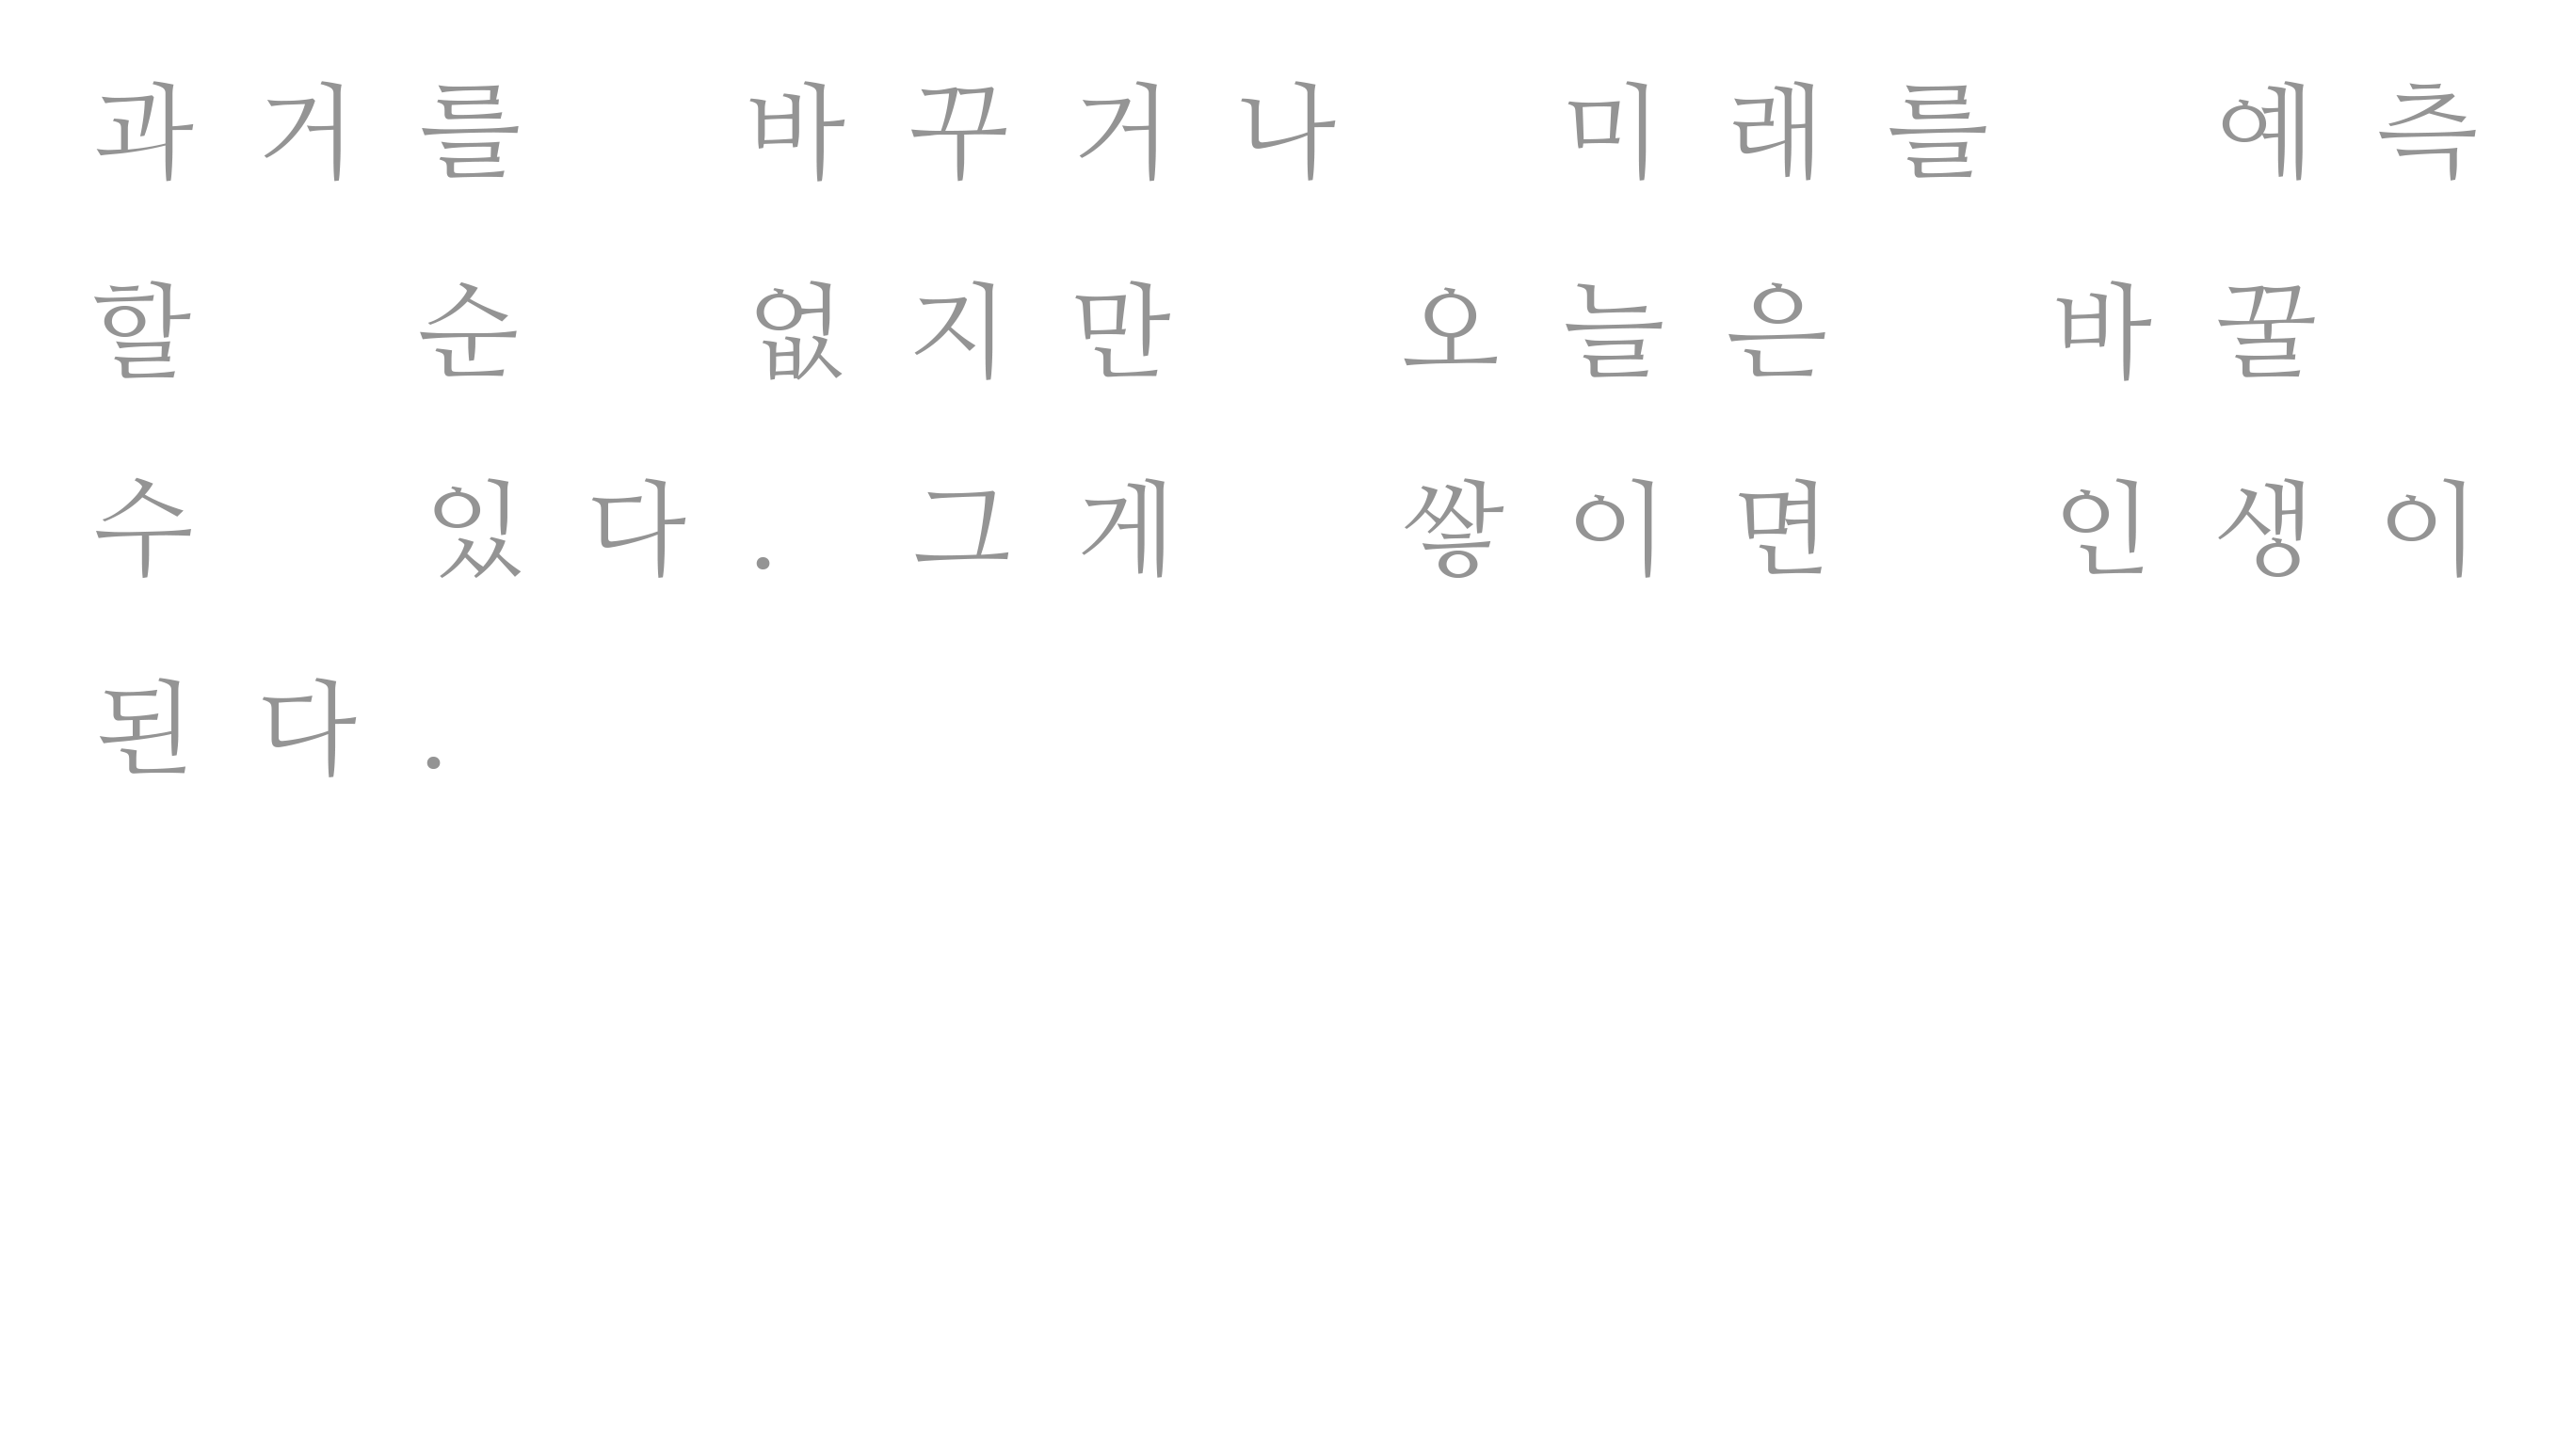 과거를 바꾸거나 미래를 예측
할 순 없지만 오늘은 바꿀
수 있다. 그게 쌓이면 인생이
된다.